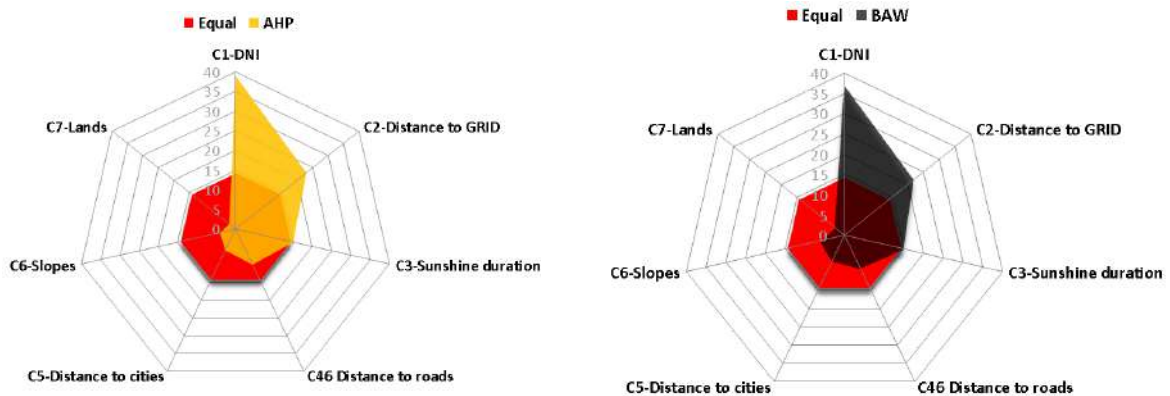 Equal AHP
C1-DNI
40
35
30
25
20
15
10
5
0
C2-Distance to GRID
C3-Sunshine duration
C46 Distance to roads
C5-Distance to cities
C6-Slopes
C7-Lands
Equal BAW
C1-DNI
40
35
30
25
20
15
10
5
0
C2-Distance to GRID
C3-Sunshine duration
C46 Distance to roads
C5-Distance to cities
C6-Slopes
C7-Lands